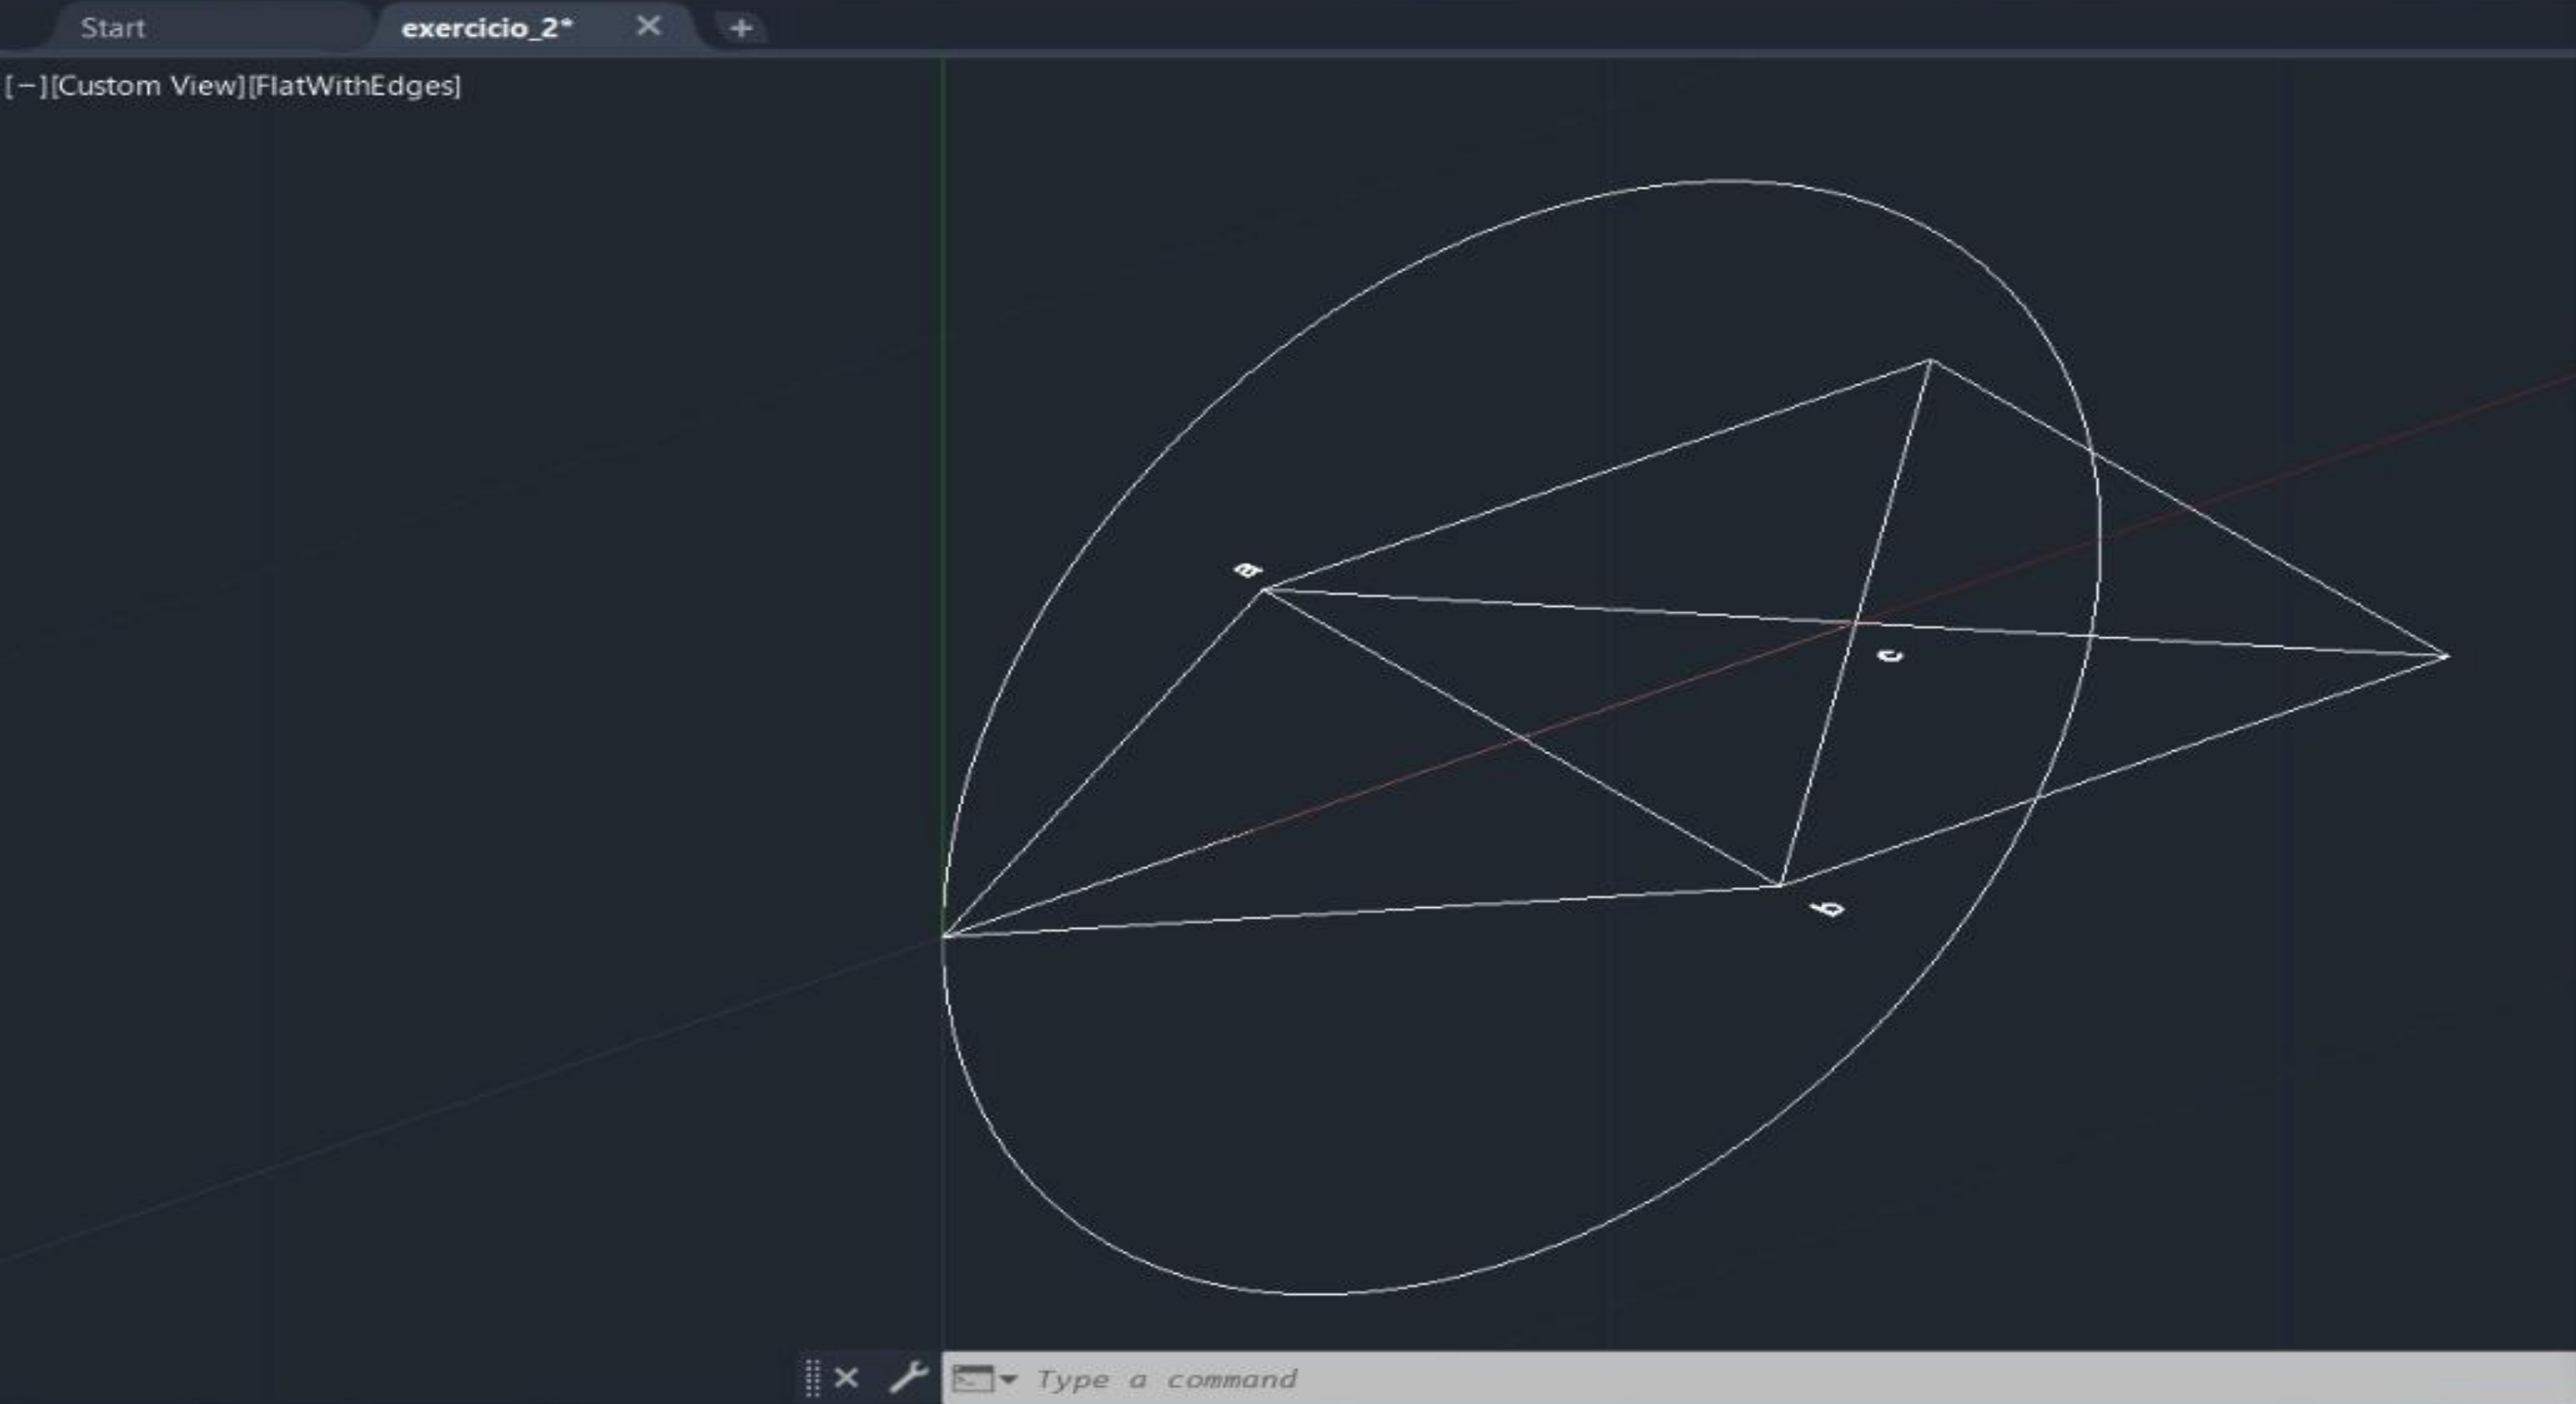 Start exercicio_2*
[−][Custom View][FlatWithEdges]
a
c
b
Type a command